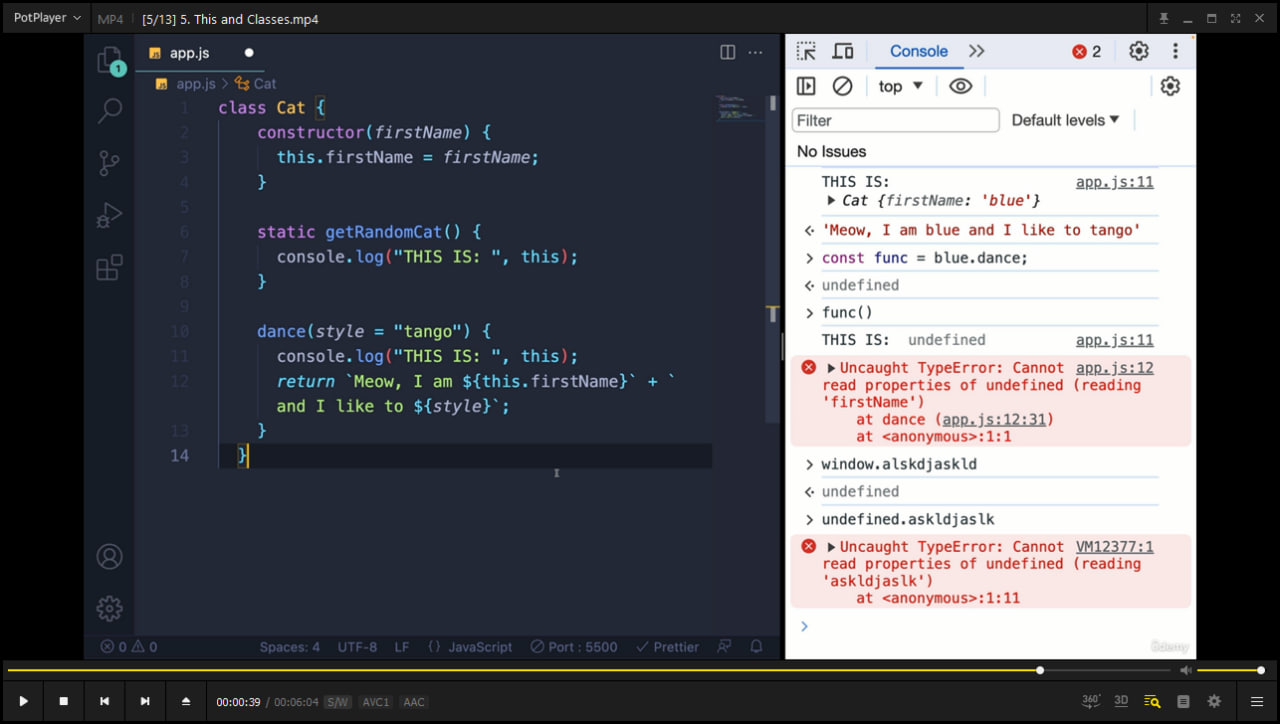 PotPlayer MP4 [5/13] 5. This and Classes.mp4
1
app.js
app.js > Cat
1 class Cat {
2 constructor(firstName) {
3 this.firstName = firstName;
4 }
5
6 static getRandomCat() {
7 console.log("THIS IS: ", this);
8 }
9
10 dance(style = "tango") {
11 console.log("THIS IS: ", this);
12 return `Meow, I am ${this.firstName}` + `
and I like to ${style}`;
13 }
14 }
0 0 Spaces: 4 UTF-8 LF {} JavaScript Port : 5500 Prettier
Console 2
top
Filter Default levels
No Issues
THIS IS: app.js:11
Cat {firstName: 'blue'}
'Meow, I am blue and I like to tango'
> const func = blue.dance;
undefined
> func()
THIS IS: undefined app.js:11
Uncaught TypeError: Cannot app.js:12
read properties of undefined (reading
'firstName')
at dance (app.js:12:31)
at <anonymous>:1:1
> window.alskdjaskld
undefined
> undefined.askldjaslk
Uncaught TypeError: Cannot VM12377:1
read properties of undefined (reading
'askldjaslk')
at <anonymous>:1:11
>
ûdemy
00:00:39 / 00:06:04 S/W AVC1 AAC
360° 3D